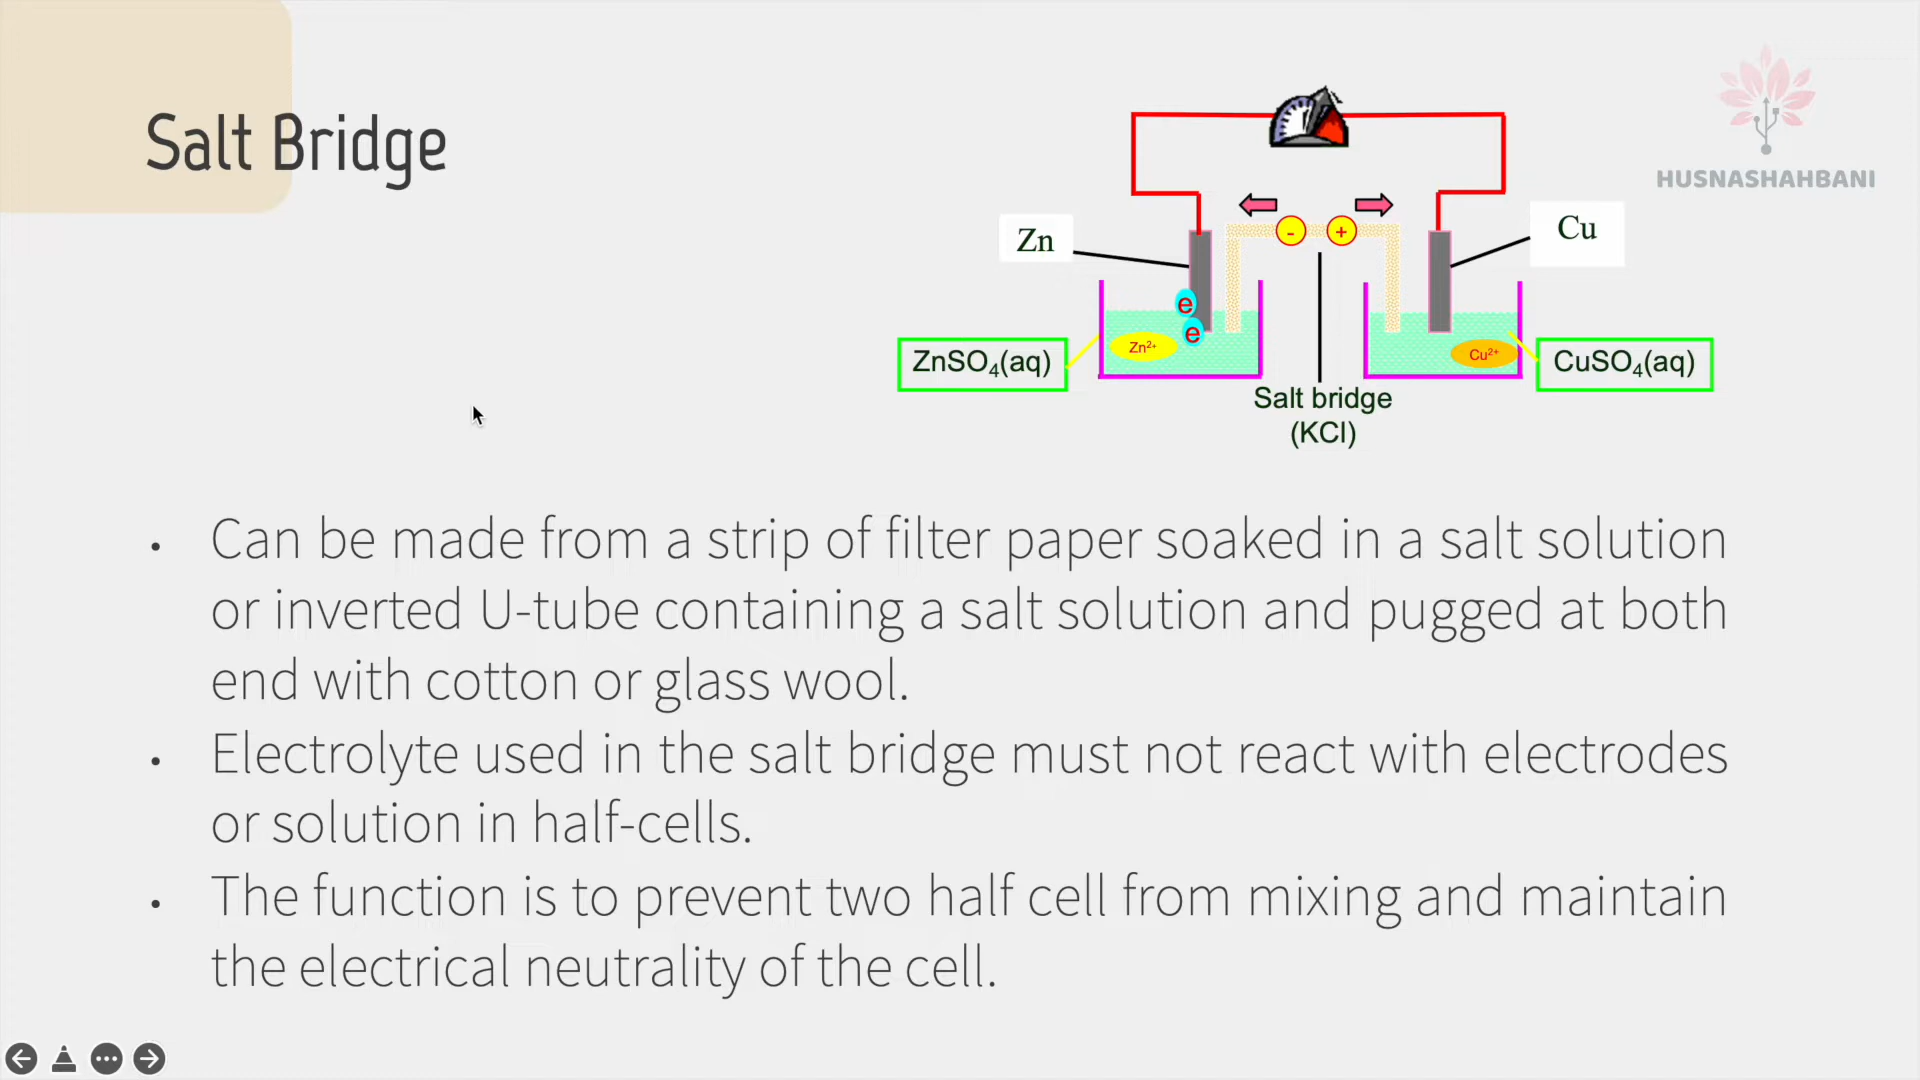 Salt Bridge
HUSNASHAHBANI
- +
Zn
Cu
e
e
Zn²⁺
Cu²⁺
ZnSO₄(aq)
CuSO₄(aq)
Salt bridge
(KCl)
• Can be made from a strip of filter paper soaked in a salt solution
or inverted U-tube containing a salt solution and pugged at both
end with cotton or glass wool.
• Electrolyte used in the salt bridge must not react with electrodes
or solution in half-cells.
• The function is to prevent two half cell from mixing and maintain
the electrical neutrality of the cell.